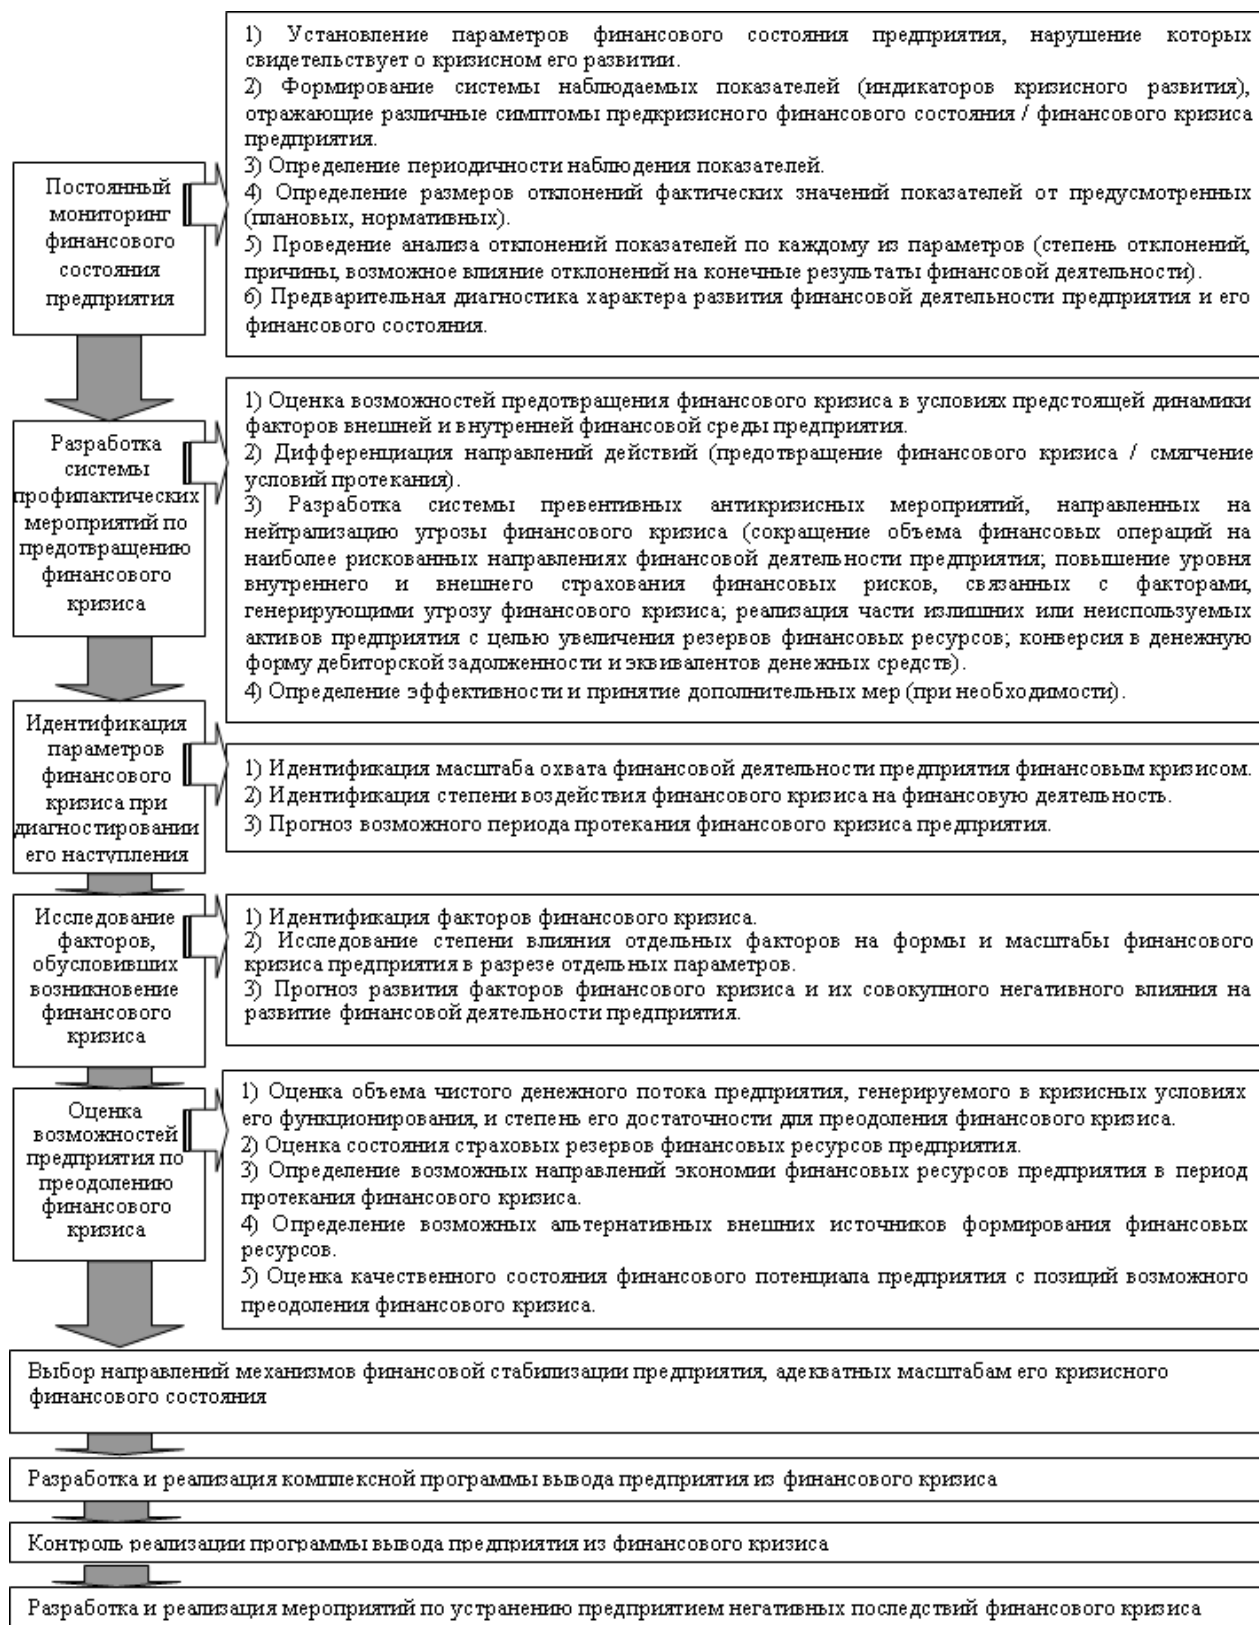 Постоянный
мониторинг
финансового
состояния
предприятия
1) Установление параметров финансового состояния предприятия, нарушение которых
свидетельствует о кризисном его развитии.
2) Формирование системы наблюдаемых показателей (индикаторов кризисного развития),
отражающие различные симптомы предкризисного финансового состояния / финансового кризиса
предприятия.
3) Определение периодичности наблюдения показателей.
4) Определение размеров отклонений фактических значений показателей от предусмотренных
(плановых, нормативных).
5) Проведение анализа отклонений показателей по каждому из параметров (степень отклонений,
причины, возможное влияние отклонений на конечные результаты финансовой деятельности).
6) Предварительная диагностика характера развития финансовой деятельности предприятия и его
финансового состояния.
Разработка
системы
профилактических
мероприятий по
предотвращению
финансового
кризиса
1) Оценка возможностей предотвращения финансового кризиса в условиях предстоящей динамики
факторов внешней и внутренней финансовой среды предприятия.
2) Дифференциация направлений действий (предотвращение финансового кризиса / смягчение
условий протекания).
3) Разработка системы превентивных антикризисных мероприятий, направленных на
нейтрализацию угрозы финансового кризиса (сокращение объема финансовых операций на
наиболее рискованных направлениях финансовой деятельности предприятия; повышение уровня
внутреннего и внешнего страхования финансовых рисков, связанных с факторами,
генерирующими угрозу финансового кризиса; реализация части излишних или неиспользуемых
активов предприятия с целью увеличения резервов финансовых ресурсов; конверсия в денежную
форму дебиторской задолженности и эквивалентов денежных средств).
4) Определение эффективности и принятие дополнительных мер (при необходимости).
Идентификация
параметров
финансового
кризиса при
диагностировании
его наступления
1) Идентификация масштаба охвата финансовой деятельности предприятия финансовым кризисом.
2) Идентификация степени воздействия финансового кризиса на финансовую деятельность.
3) Прогноз возможного периода протекания финансового кризиса предприятия.
Исследование
факторов,
обусловивших
возникновение
финансового
кризиса
1) Идентификация факторов финансового кризиса.
2) Исследование степени влияния отдельных факторов на формы и масштабы финансового
кризиса предприятия в разрезе отдельных параметров.
3) Прогноз развития факторов финансового кризиса и их совокупного негативного влияния на
развитие финансовой деятельности предприятия.
Оценка
возможностей
предприятия по
преодолению
финансового
кризиса
1) Оценка объема чистого денежного потока предприятия, генерируемого в кризисных условиях
его функционирования, и степень его достаточности для преодоления финансового кризиса.
2) Оценка состояния страховых резервов финансовых ресурсов предприятия.
3) Определение возможных направлений экономии финансовых ресурсов предприятия в период
протекания финансового кризиса.
4) Определение возможных альтернативных внешних источников формирования финансовых
ресурсов.
5) Оценка качественного состояния финансового потенциала предприятия с позиций возможного
преодоления финансового кризиса.
Выбор направлений механизмов финансовой стабилизации предприятия, адекватных масштабам его кризисного
финансового состояния
Разработка и реализация комплексной программы вывода предприятия из финансового кризиса
Контроль реализации программы вывода предприятия из финансового кризиса
Разработка и реализация мероприятий по устранению предприятием негативных последствий финансового кризиса